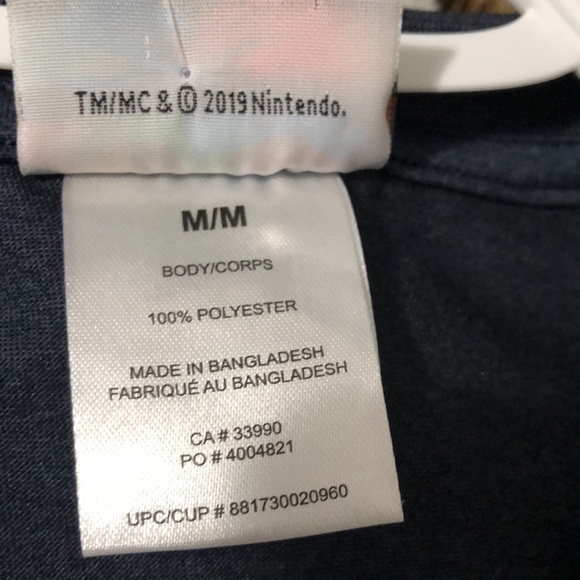 TM/MC & © 2019 Nintendo.
M/M
BODY/CORPS
100% POLYESTER
MADE IN BANGLADESH
FABRIQUÉ AU BANGLADESH
CA # 33990
PO # 4004821
UPC/CUP # 881730020960